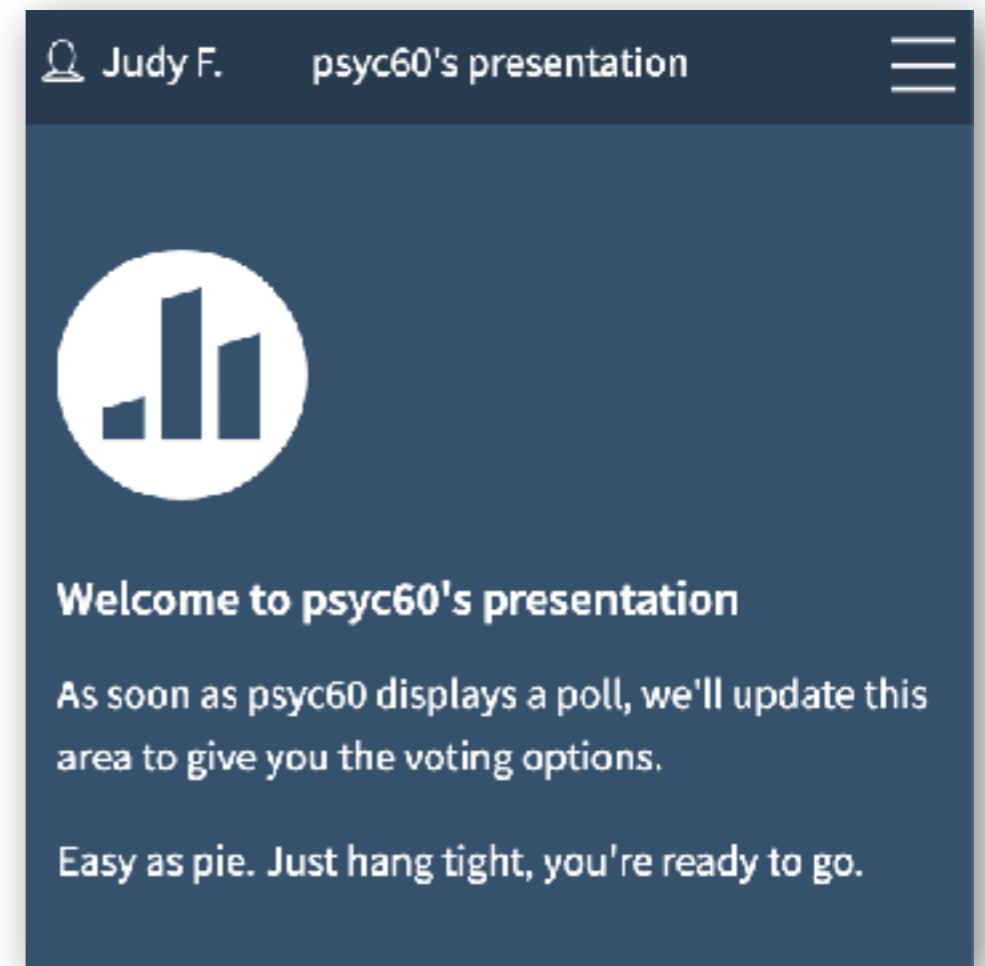 Judy F. psyc60's presentation
Welcome to psyc60's presentation
As soon as psyc60 displays a poll, we'll update this
area to give you the voting options.
Easy as pie. Just hang tight, you're ready to go.